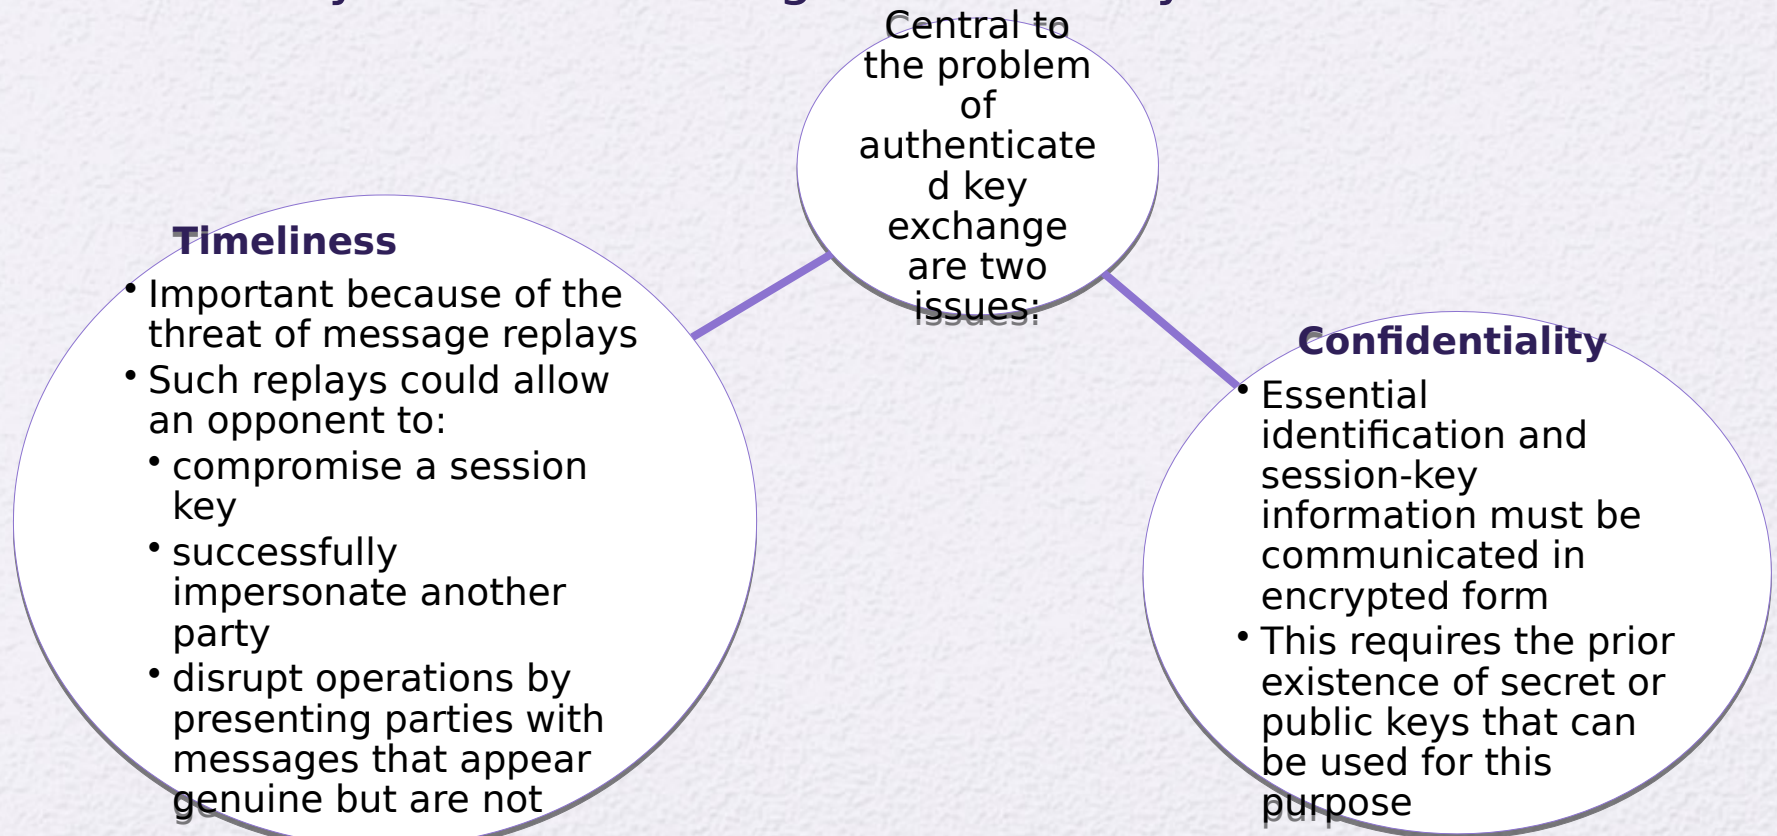 Central to
the problem
of
authenticate
d key
exchange
are two
issues:
Timeliness
• Important because of the
threat of message replays
• Such replays could allow
an opponent to:
• compromise a session
key
• successfully
impersonate another
party
• disrupt operations by
presenting parties with
messages that appear
genuine but are not
Confidentiality
• Essential
identification and
session-key
information must be
communicated in
encrypted form
• This requires the prior
existence of secret or
public keys that can
be used for this
purpose